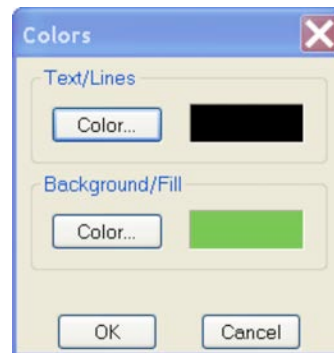 Colors
Text/Lines
Color...
Background/Fill
Color...
OK Cancel